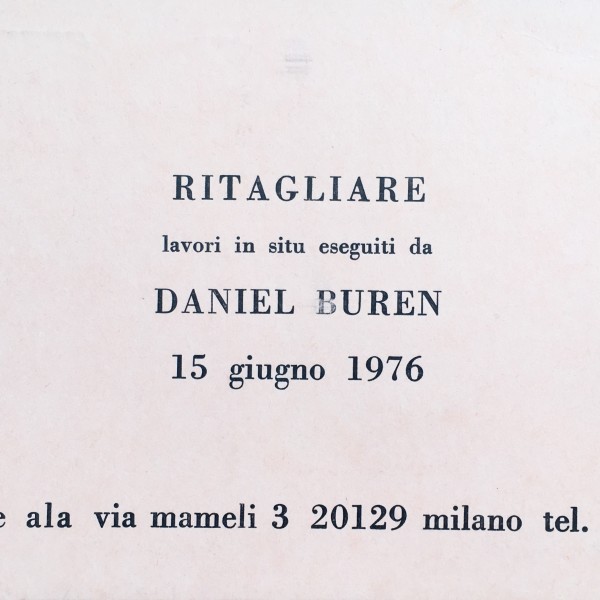 RITAGLIARE
lavori in situ eseguiti da
DANIEL BUREN
15 giugno 1976
ala via mameli 3 20129 milano tel.